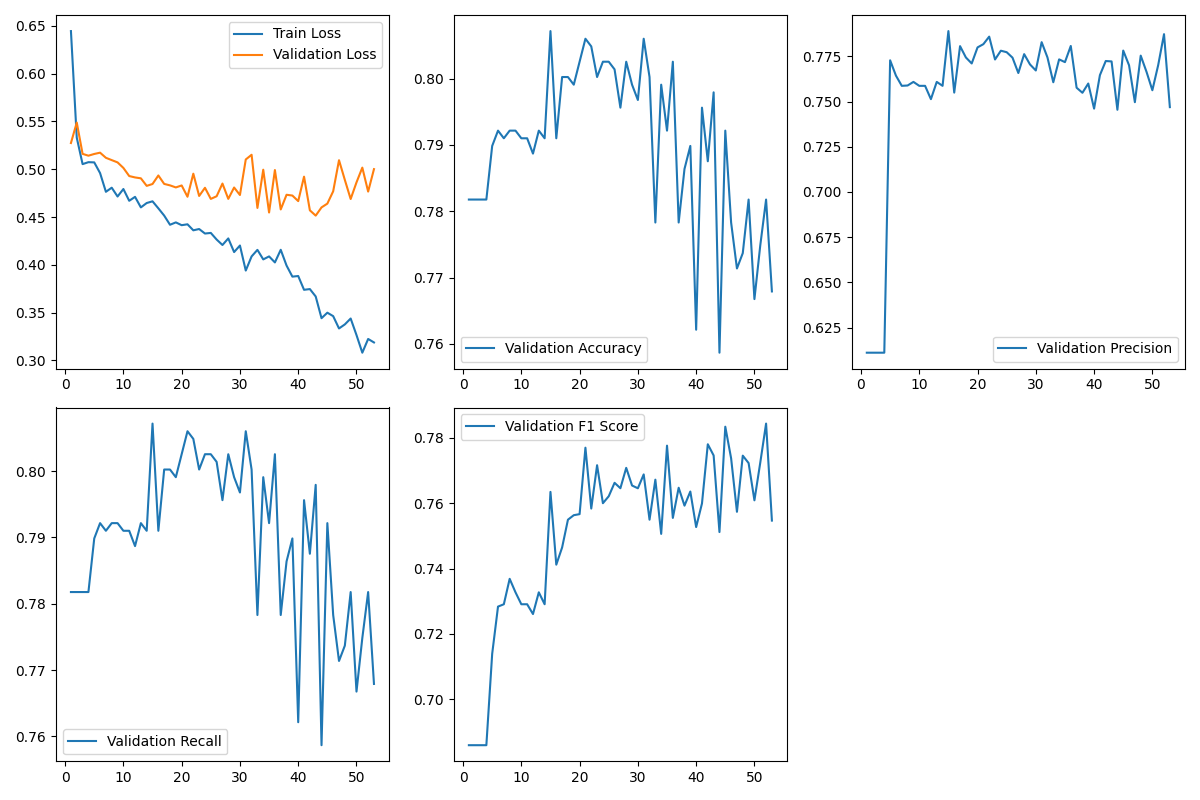 0.65
0.60
0.55
0.50
0.45
0.40
0.35
0.30
0 10 20 30 40 50
Train Loss
Validation Loss
0.80
0.79
0.78
0.77
0.76
0 10 20 30 40 50
Validation Accuracy
0.775
0.750
0.725
0.700
0.675
0.650
0.625
0 10 20 30 40 50
Validation Precision
0.80
0.79
0.78
0.77
0.76
0 10 20 30 40 50
Validation Recall
0.78
0.76
0.74
0.72
0.70
0 10 20 30 40 50
Validation F1 Score